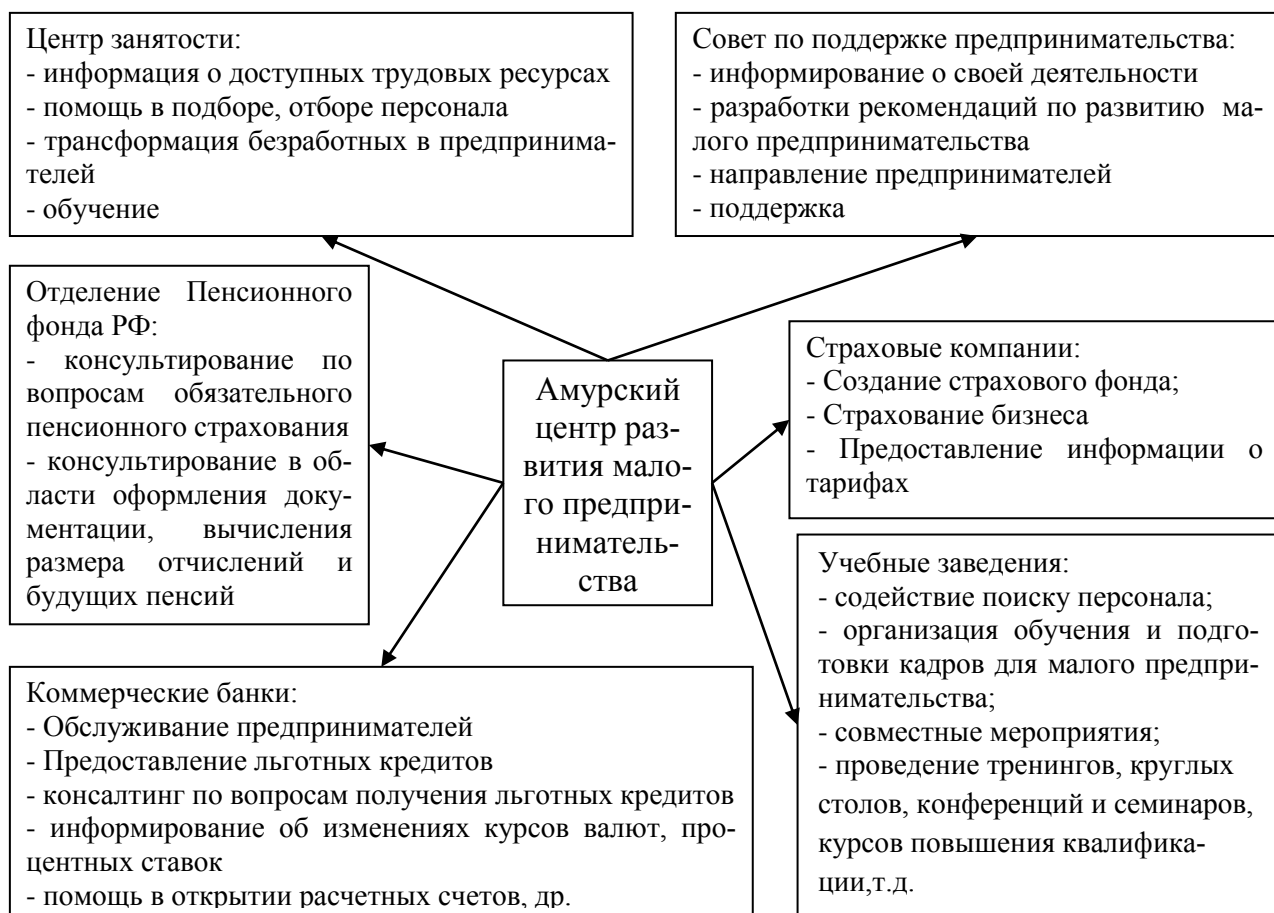 Центр занятости:
- информация о доступных трудовых ресурсах
- помощь в подборе, отборе персонала
- трансформация безработных в предпринима-
телей
- обучение
Совет по поддержке предпринимательства:
- информирование о своей деятельности
- разработки рекомендаций по развитию ма-
лого предпринимательства
- направление предпринимателей
- поддержка
Отделение Пенсионного
фонда РФ:
- консультирование по
вопросам обязательного
пенсионного страхования
- консультирование в об-
ласти оформления доку-
ментации, вычисления
размера отчислений и
будущих пенсий
Амурский
центр раз-
вития мало-
го предпри-
ниматель-
ства
Страховые компании:
- Создание страхового фонда;
- Страхование бизнеса
- Предоставление информации о
тарифах
Учебные заведения:
- содействие поиску персонала;
- организация обучения и подго-
товки кадров для малого предпри-
нимательства;
- совместные мероприятия;
- проведение тренингов, круглых
столов, конференций и семинаров,
курсов повышения квалифика-
ции,т.д.
Коммерческие банки:
- Обслуживание предпринимателей
- Предоставление льготных кредитов
- консалтинг по вопросам получения льготных кредитов
- информирование об изменениях курсов валют, про-
центных ставок
- помощь в открытии расчетных счетов, др.